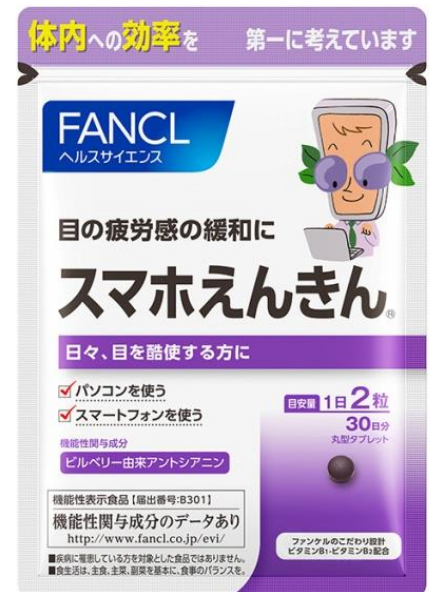 体内への効率を 第一に考えています
FANCL
ヘルスサイエンス
目の疲労感の緩和に
スマホえんきん®
日々、目を酷使する方に
パソコンを使う
スマートフォンを使う
機能性関与成分
ビルベリー由来アントシアニン
目安量 1日2粒
30日分
丸型タブレット
機能性表示食品【届出番号:B301】
機能性関与成分のデータあり
http://www.fancl.co.jp/evi/
ファンケルのこだわり設計
ビタミンB1・ビタミンB2配合
■疾病に罹患している方を対象とした食品ではありません。
■食生活は、主食、主菜、副菜を基本に、食事のバランスを。